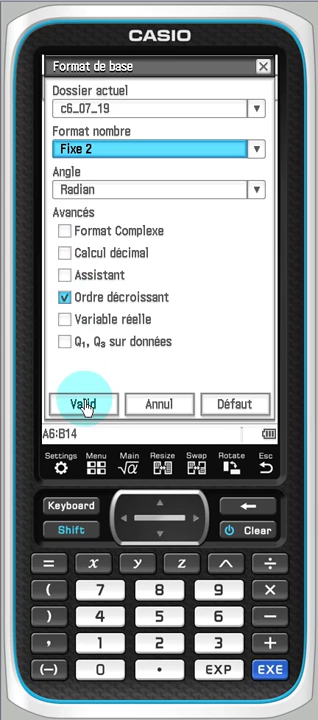 CASIO
Format de base
Dossier actuel
c6_07_19
Format nombre
Fixe 2
Angle
Radian
Avancés
Format Complexe
Calcul décimal
Assistant
Ordre décroissant
Variable réelle
Q₁, Q₃ sur données
Valid Annul Défaut
A6:B14
Settings Menu Main Resize Swap Rotate Esc
√α
Keyboard
Shift Clear
= x y z ^ ÷
( 7 8 9 ×
) 4 5 6 −
, 1 2 3 +
(−) 0 • EXP EXE